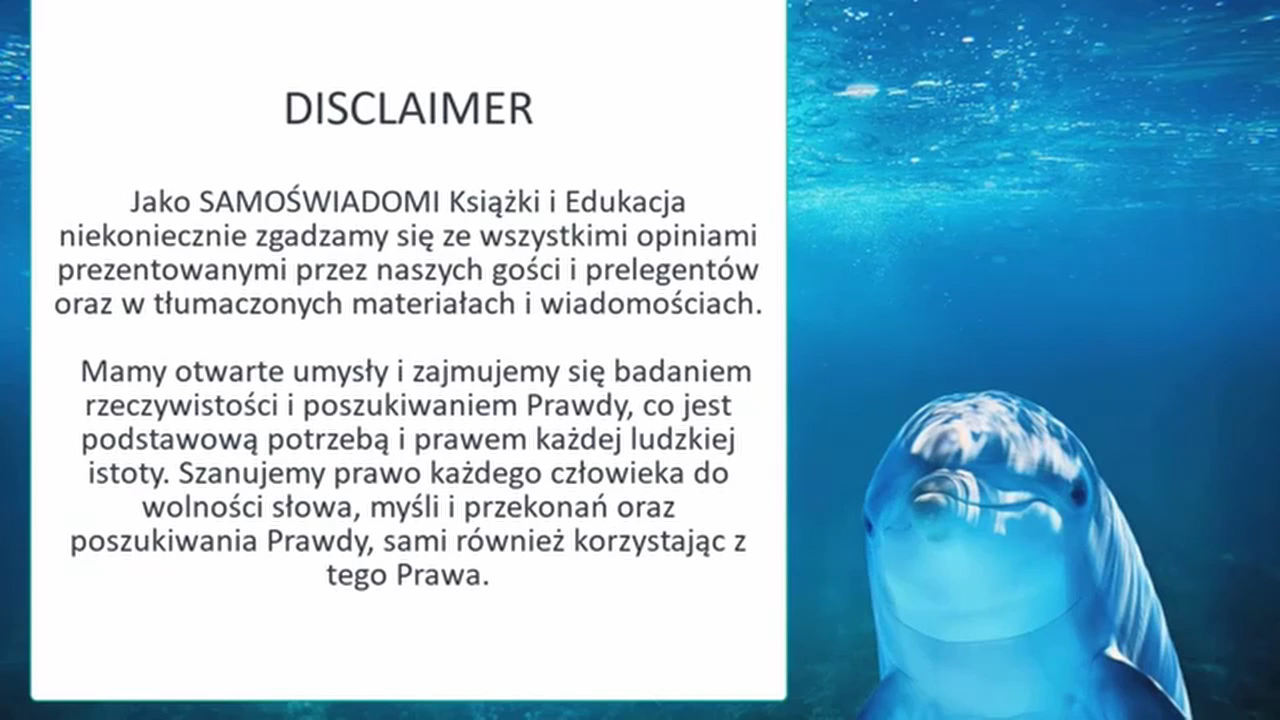 DISCLAIMER
Jako SAMOŚWIADOMI Książki i Edukacja
niekoniecznie zgadzamy się ze wszystkimi opiniami
prezentowanymi przez naszych gości i prelegentów
oraz w tłumaczonych materiałach i wiadomościach.
Mamy otwarte umysły i zajmujemy się badaniem
rzeczywistości i poszukiwaniem Prawdy, co jest
podstawową potrzebą i prawem każdej ludzkiej
istoty. Szanujemy prawo każdego człowieka do
wolności słowa, myśli i przekonań oraz
poszukiwania Prawdy, sami również korzystając z
tego Prawa.